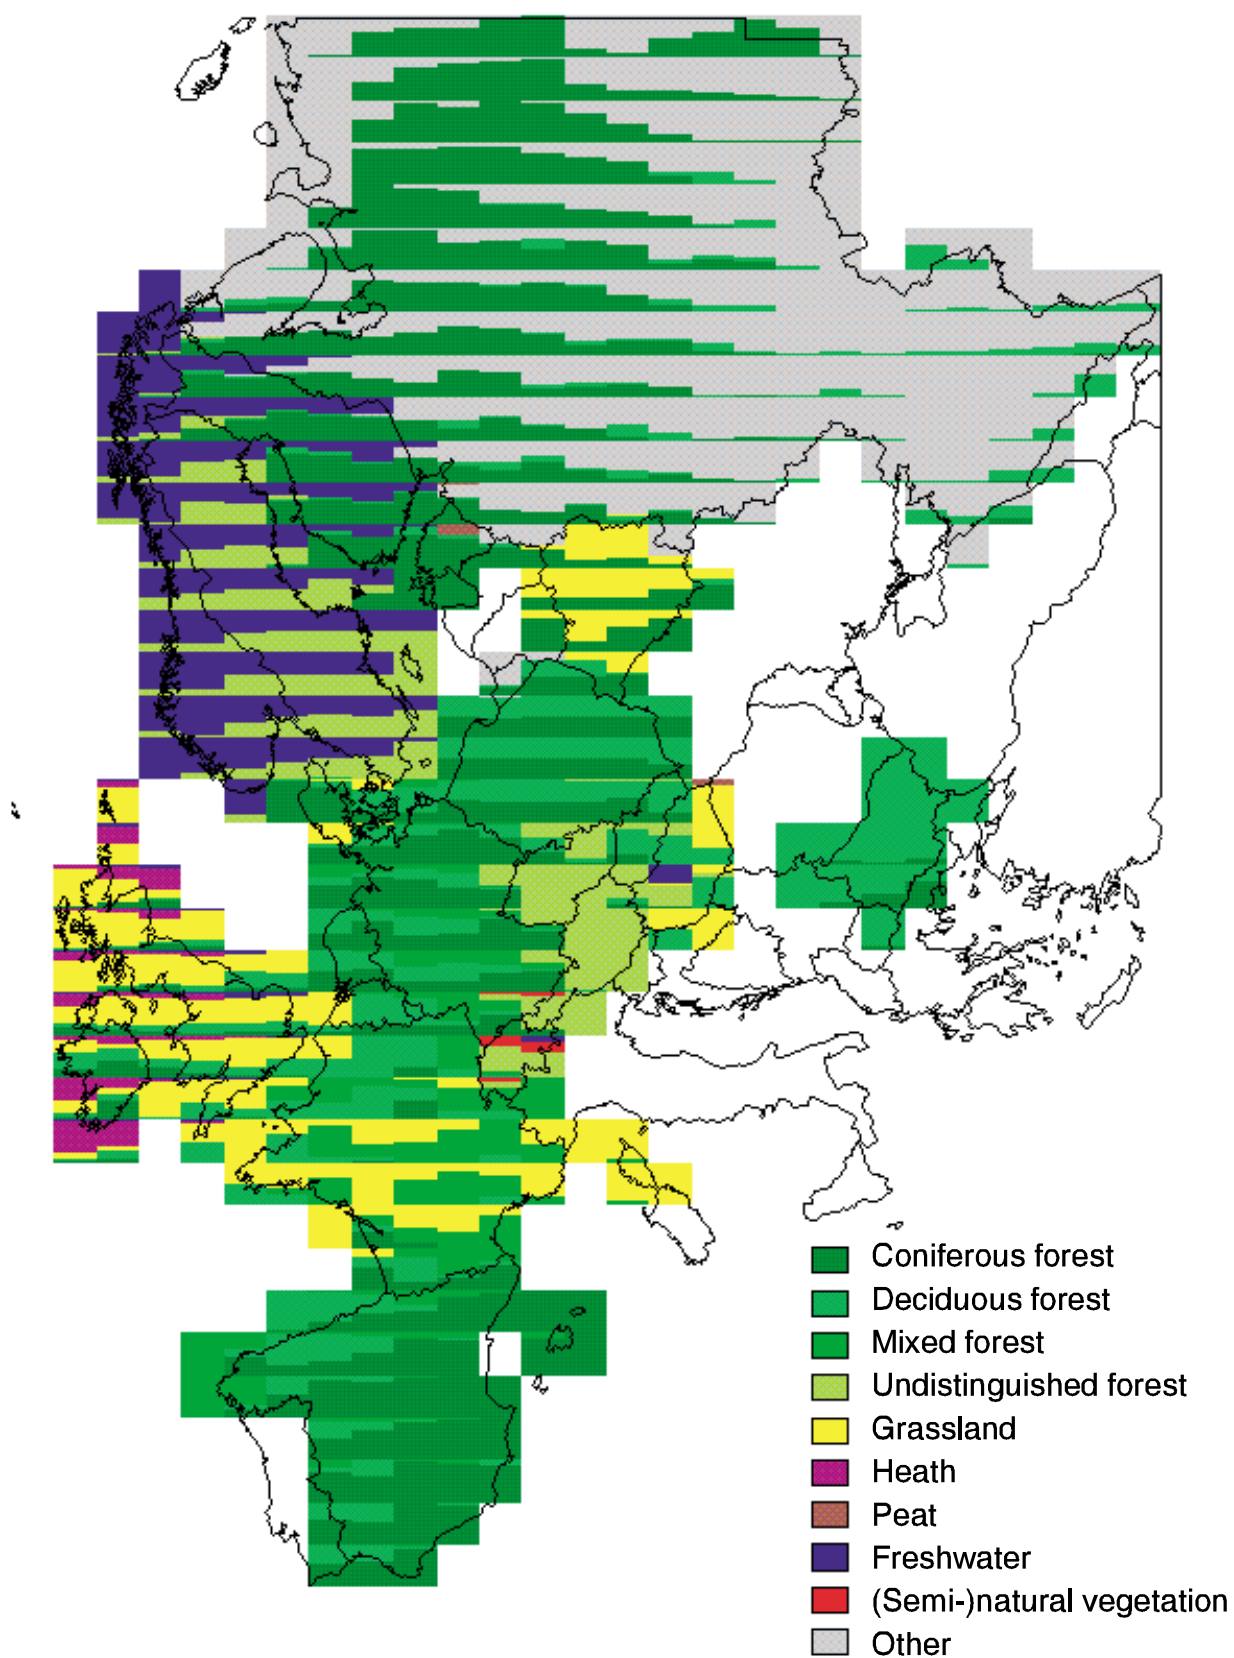 Coniferous forest
Deciduous forest
Mixed forest
Undistinguished forest
Grassland
Heath
Peat
Freshwater
(Semi-)natural vegetation
Other